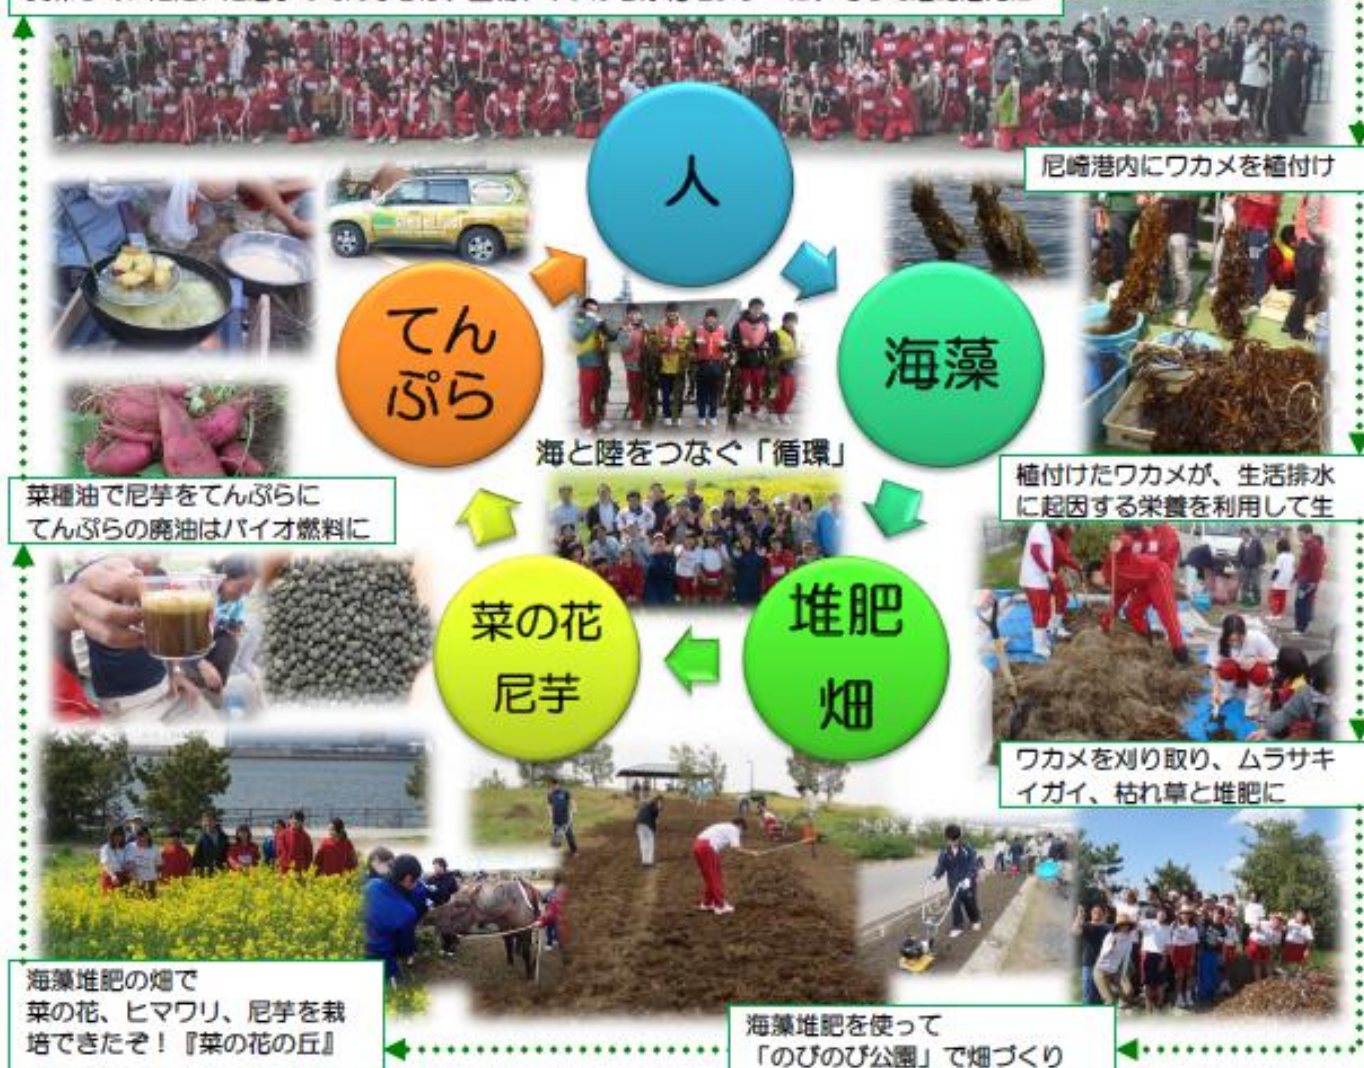 人
尼崎港内にワカメを植付け
てん
ぷら
海藻
海と陸をつなぐ「循環」
植付けたワカメが、生活排水
に起因する栄養を利用して生
菜種油で尼芋をてんぷらに
てんぷらの廃油はバイオ燃料に
菜の花
尼芋
堆肥
畑
ワカメを刈り取り、ムラサキ
イガイ、枯れ草と堆肥に
海藻堆肥の畑で
菜の花、ヒマワリ、尼芋を栽
培できたぞ！『菜の花の丘』
海藻堆肥を使って
「のびのび公園」で畑づくり